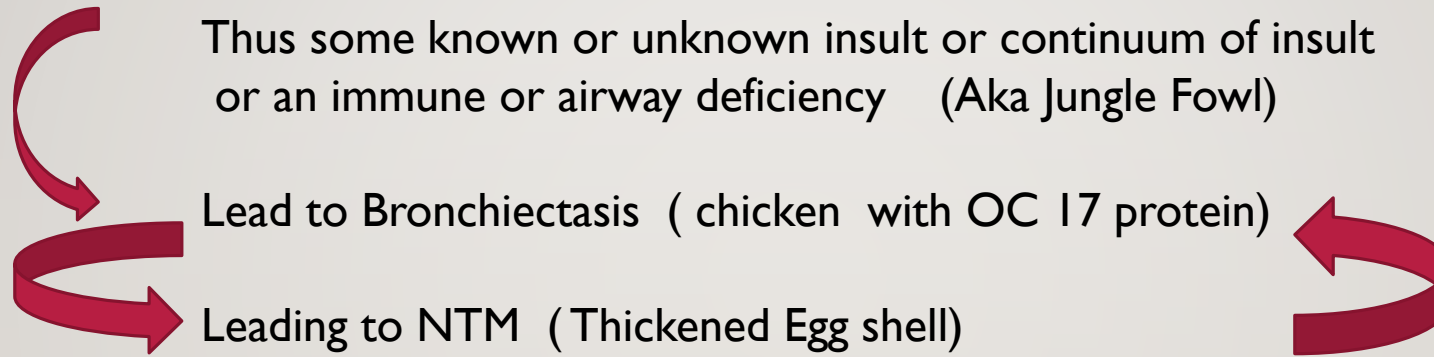 Thus some known or unknown insult or continuum of insult
or an immune or airway deficiency (Aka Jungle Fowl)
Lead to Bronchiectasis ( chicken with OC 17 protein)
Leading to NTM ( Thickened Egg shell)